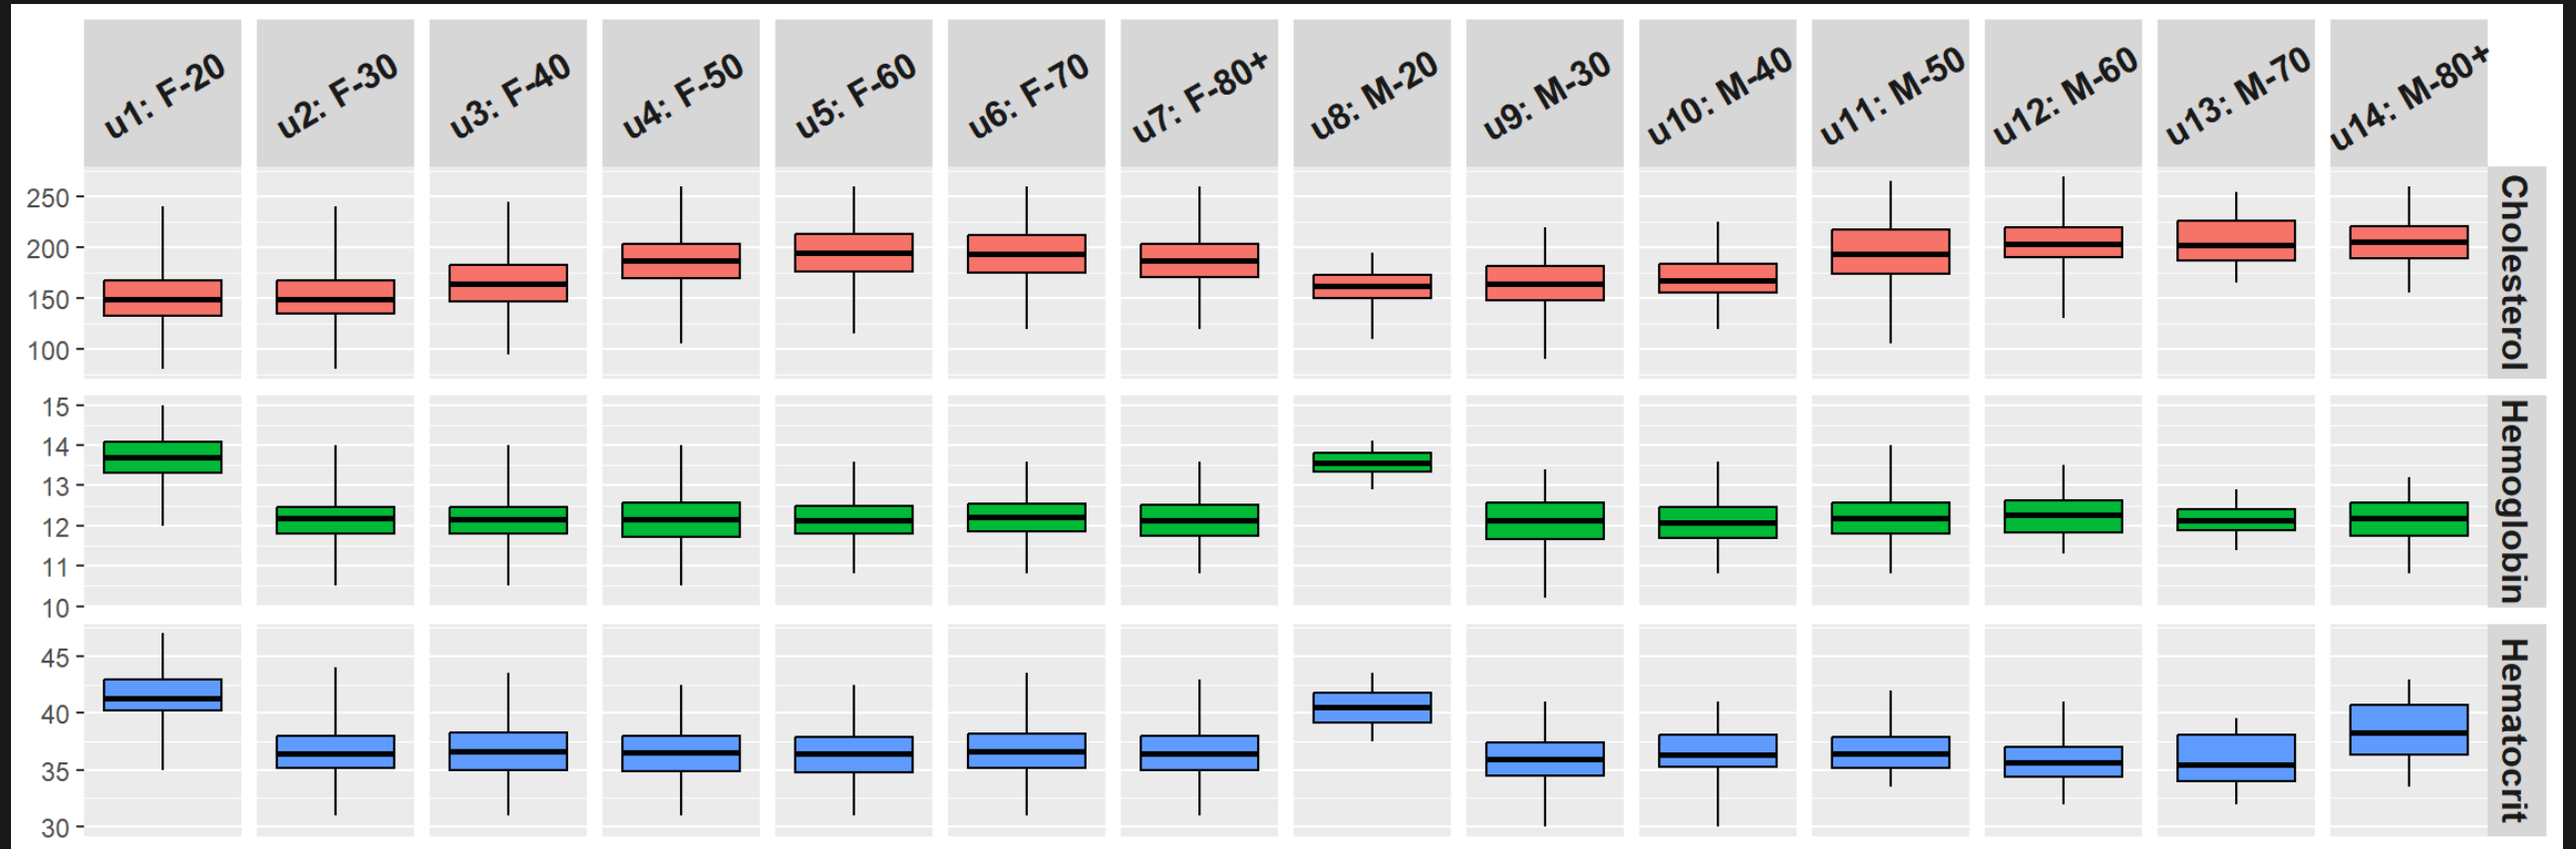 u1: F-20
u2: F-30
u3: F-40
u4: F-50
u5: F-60
u6: F-70
u7: F-80+
u8: M-20
u9: M-30
u10: M-40
u11: M-50
u12: M-60
u13: M-70
u14: M-80+
250
200
150
100
Cholesterol
15
14
13
12
11
10
Hemoglobin
45
40
35
30
Hematocrit